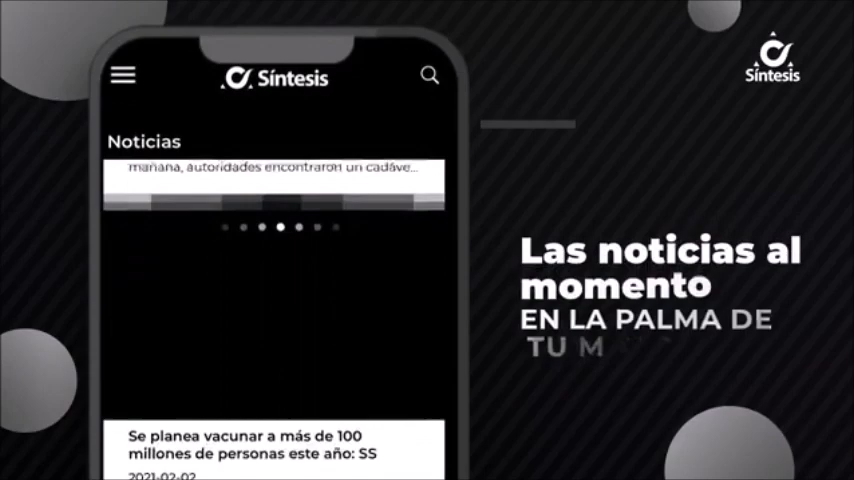 Síntesis
Síntesis
Noticias
mañana, autoridades encontraron un cadáve...
Las noticias al
momento
EN LA PALMA DE
TU M
Se planea vacunar a más de 100
millones de personas este año: SS
2021-02-02